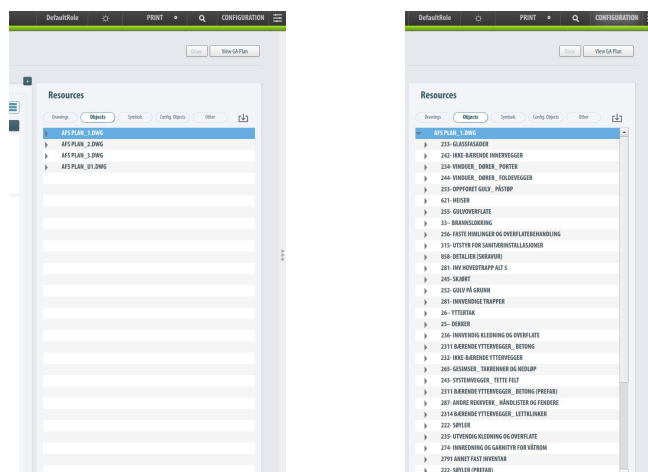 DefaultRole PRINT CONFIGURATION
Close View GA Plan
Resources
Drawings Objects Symbols Config. Objects Other
AFS PLAN_1.DWG
AFS PLAN_2.DWG
AFS PLAN_3.DWG
AFS PLAN_U1.DWG
DefaultRole PRINT CONFIGURATION
Close View GA Plan
Resources
Drawings Objects Symbols Config. Objects Other
AFS PLAN_1.DWG
233- GLASSFASADER
242- IKKE-BÆRENDE INNERVEGGER
234- VINDUER_ DØRER_ PORTER
244- VINDUER_ DØRER_ FOLDEVEGGER
253- OPPFORET GULV_ PÅSTØP
621- HEISER
255- GULVOVERFLATE
33-- BRANNSLOKKING
256- FASTE HIMLINGER OG OVERFLATEBEHANDLING
315- UTSTYR FOR SANITÆRINSTALLASJONER
858- DETALJER (SKRAVUR)
281- INV HOVEDTRAPP ALT 5
245- SKJØRT
252- GULV PÅ GRUNN
281- INNVENDIGE TRAPPER
26-- YTTERTAK
25-- DEKKER
236- INNVENDIG KLEDNING OG OVERFLATE
2311 BÆRENDE YTTERVEGGER_ BETONG
232- IKKE-BÆRENDE YTTERVEGGER
265- GESIMSER_ TAKRENNER OG NEDLØP
243- SYSTEMVEGGER_ TETTE FELT
2311 BÆRENDE YTTERVEGGER_ BETONG (PREFAB)
287- ANDRE REKKVERK_ HÅNDLISTER OG FENDERE
2314 BÆRENDE YTTERVEGGER_ LETTKLINKER
222- SØYLER
235- UTVENDIG KLEDNING OG OVERFLATE
274- INNREDNING OG GARNITYR FOR VÅTROM
2791 ANNET FAST INVENTAR
222- SØYLER (PREFAB)